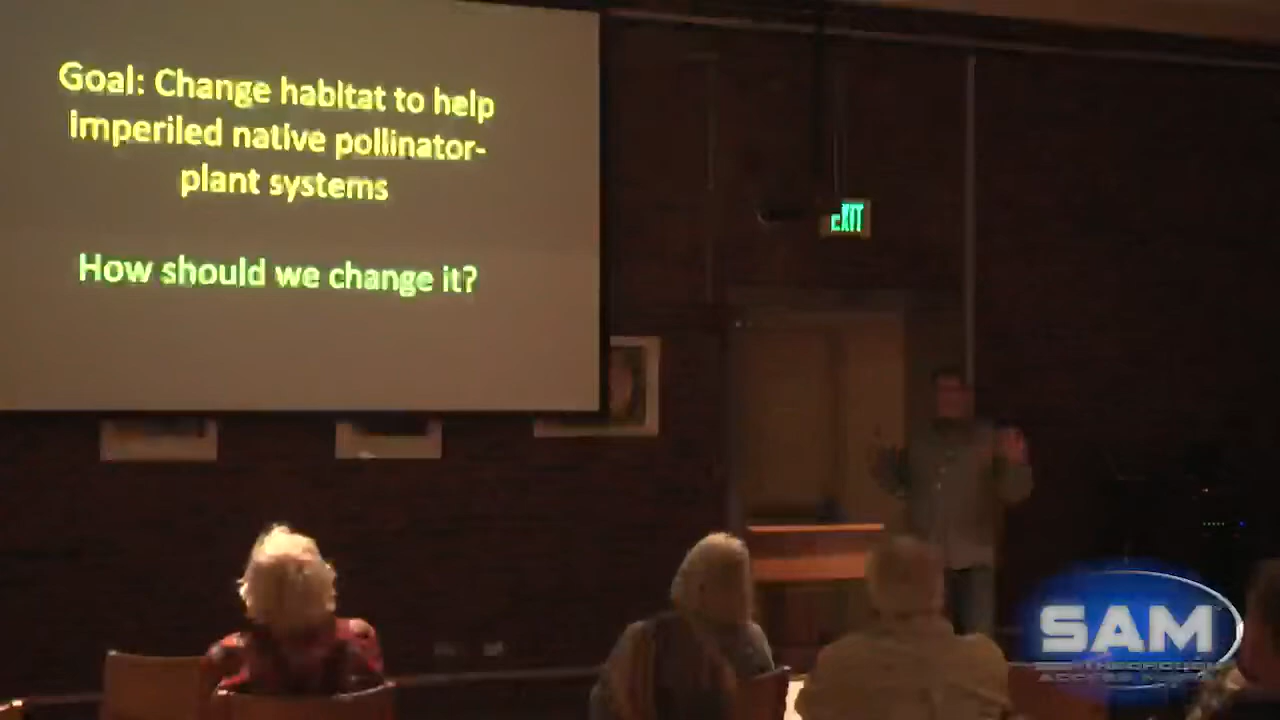 Goal: Change habitat to help
imperiled native pollinator-
plant systems
How should we change it?
EXIT
SAM